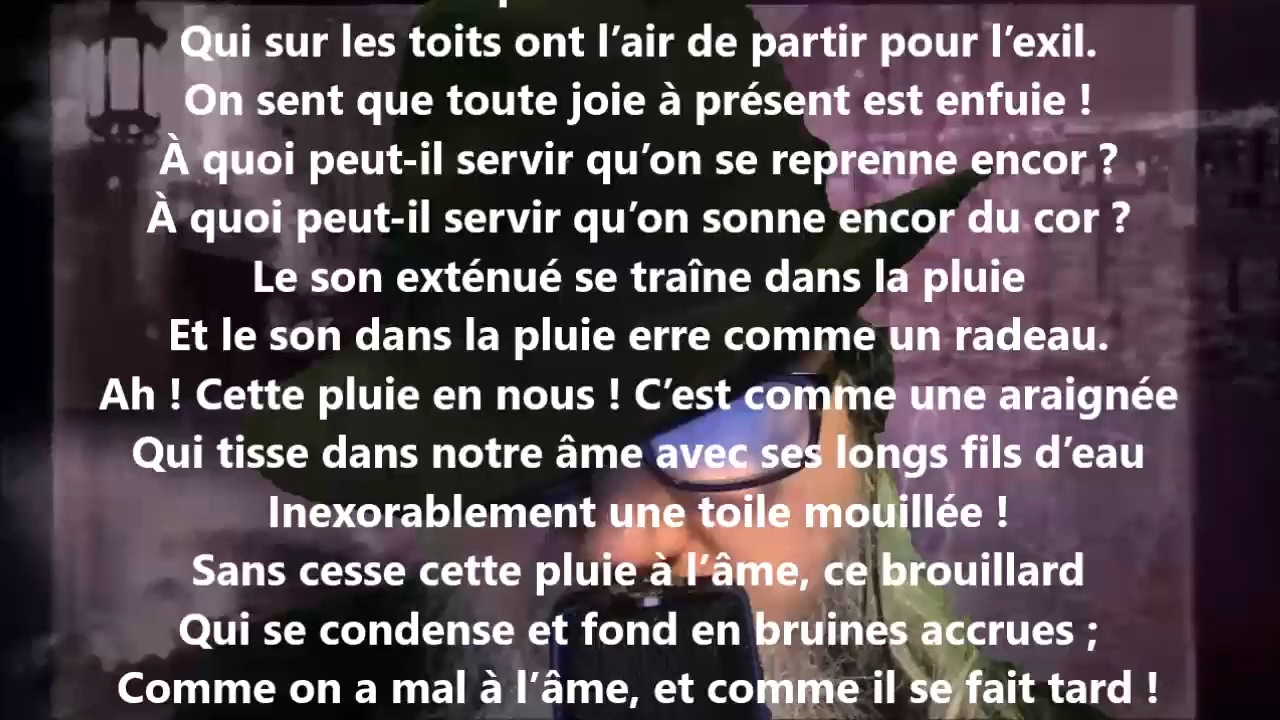 Qui sur les toits ont l’air de partir pour l’exil.
On sent que toute joie à présent est enfuie !
À quoi peut-il servir qu’on se reprenne encor ?
À quoi peut-il servir qu’on sonne encor du cor ?
Le son exténué se traîne dans la pluie
Et le son dans la pluie erre comme un radeau.
Ah ! Cette pluie en nous ! C’est comme une araignée
Qui tisse dans notre âme avec ses longs fils d’eau
Inexorablement une toile mouillée !
Sans cesse cette pluie à l’âme, ce brouillard
Qui se condense et fond en bruines accrues ;
Comme on a mal à l’âme, et comme il se fait tard !